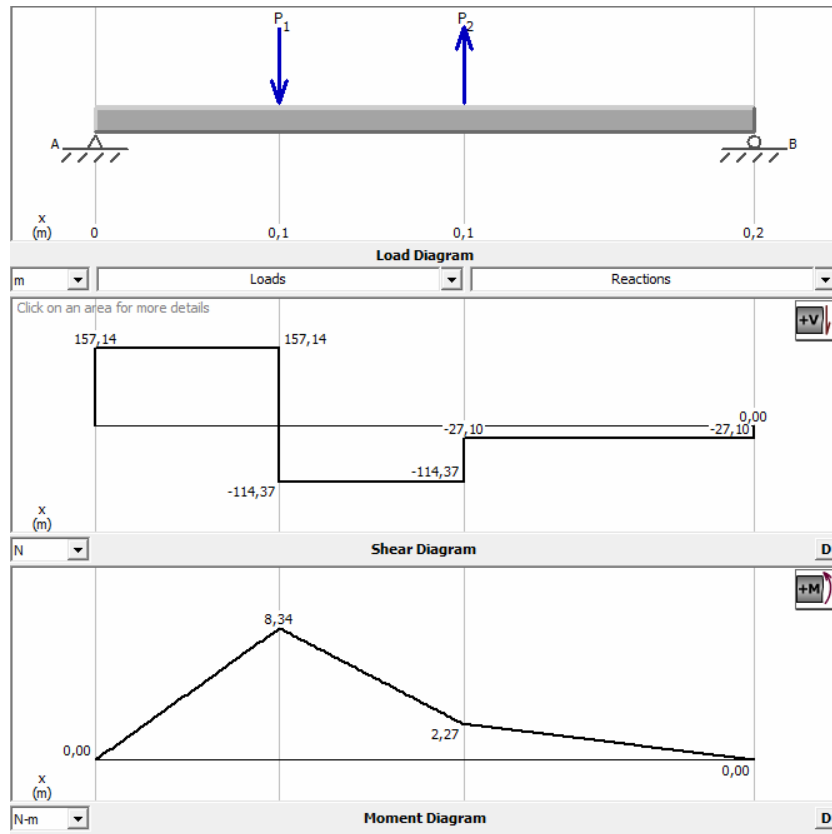 P1 P2
A B
x
(m) 0 0,1 0,1 0,2
Load Diagram
m Loads Reactions
Click on an area for more details
+V
157,14 157,14
0,00
-27,10 -27,10
-114,37
-114,37
x
(m)
N Shear Diagram D
+M
8,34
2,27
0,00
0,00
x
(m)
N-m Moment Diagram D